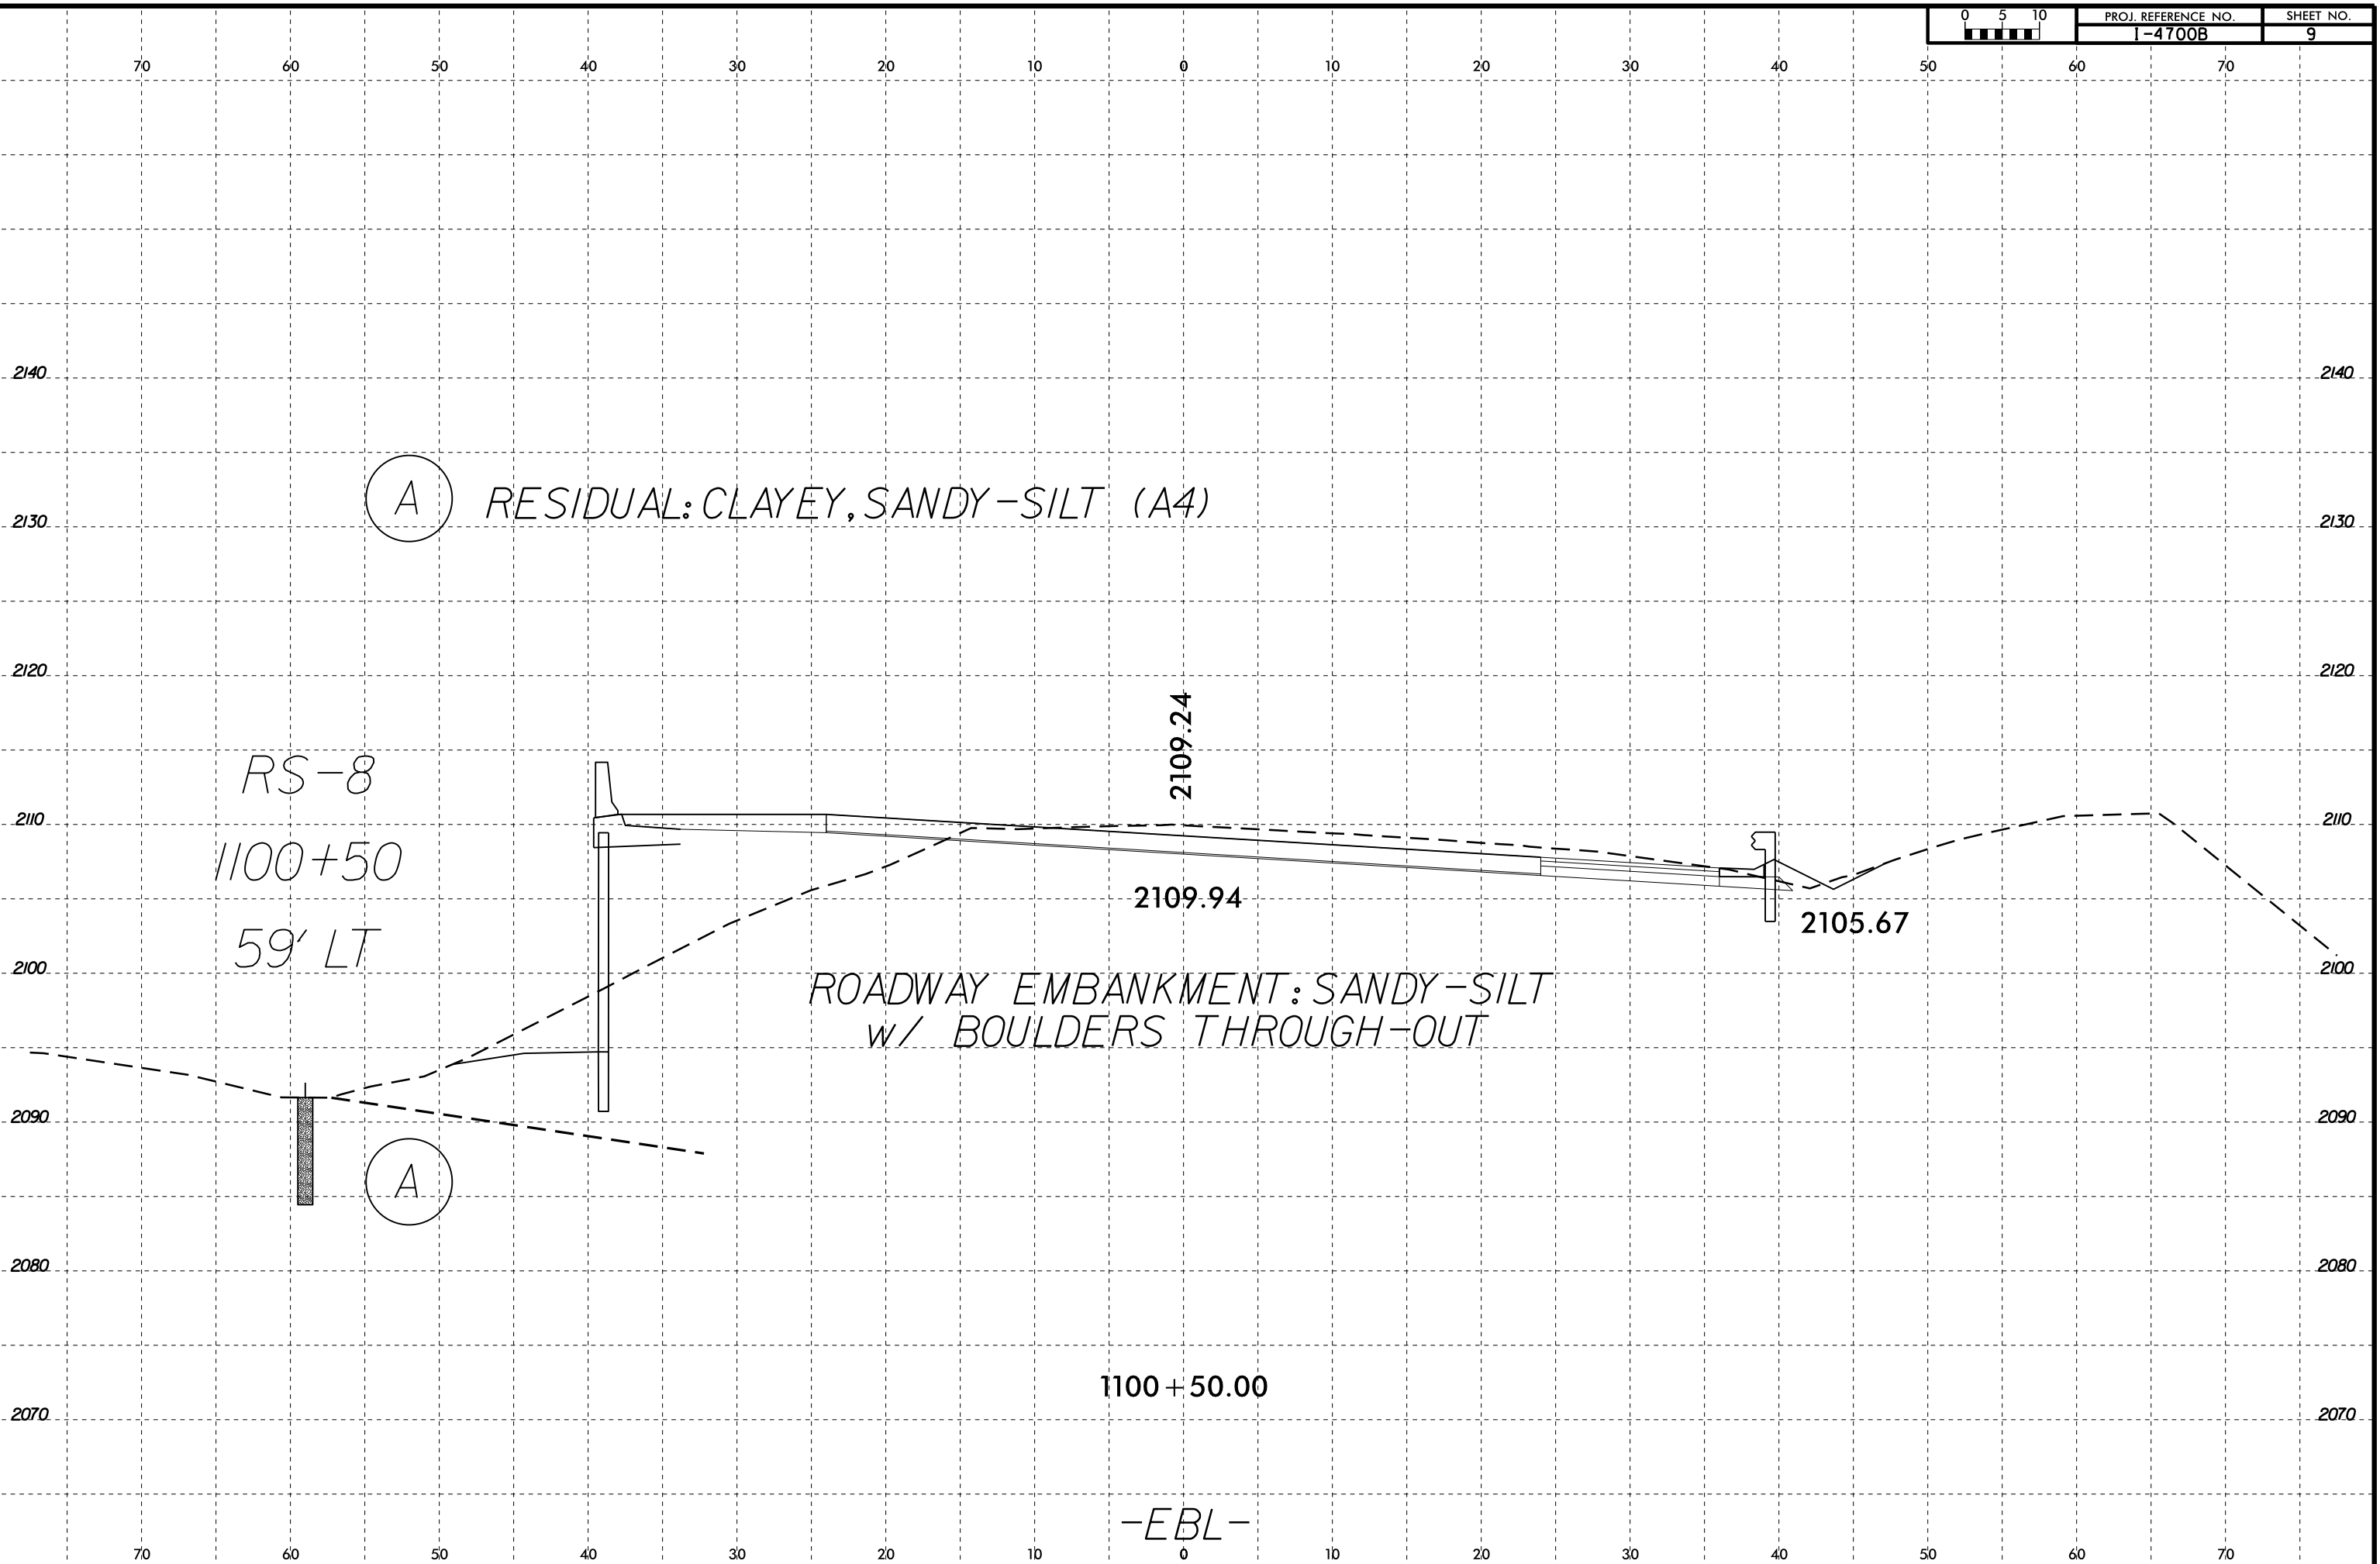 0 5 10
PROJ. REFERENCE NO. SHEET NO.
I-4700B 9
70 60 50 40 30 20 10 0 10 20 30 40 50 60 70
2140 2140
A RESIDUAL: CLAYEY, SANDY-SILT (A4)
2130 2130
2120 2120
2109.24
RS-8
2110 2110
1100+50
2109.94
2105.67
59' LT
2100 2100
ROADWAY EMBANKMENT: SANDY-SILT
w/ BOULDERS THROUGH-OUT
2090 2090
A
2080 2080
1100+50.00
2070 2070
-EBL-
70 60 50 40 30 20 10 0 10 20 30 40 50 60 70